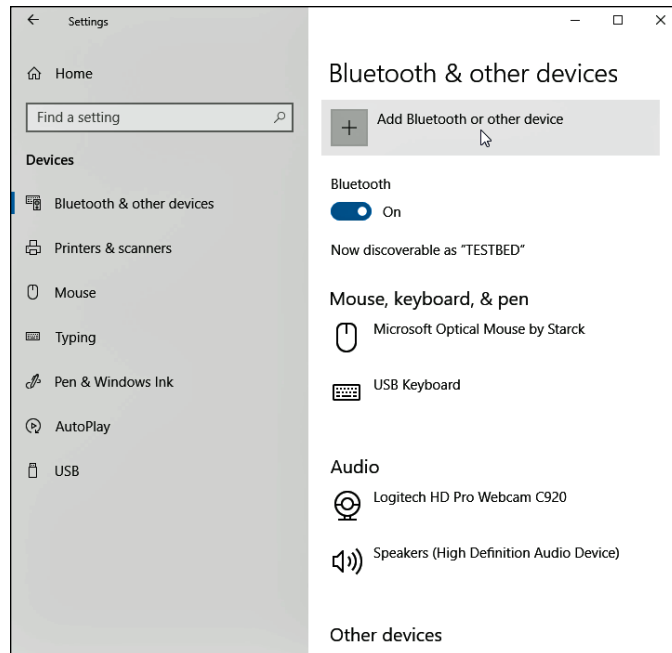 Settings
Home
Find a setting
Devices
Bluetooth & other devices
Printers & scanners
Mouse
Typing
Pen & Windows Ink
AutoPlay
USB
Bluetooth & other devices
Add Bluetooth or other device
Bluetooth
On
Now discoverable as “TESTBED”
Mouse, keyboard, & pen
Microsoft Optical Mouse by Starck
USB Keyboard
Audio
Logitech HD Pro Webcam C920
Speakers (High Definition Audio Device)
Other devices